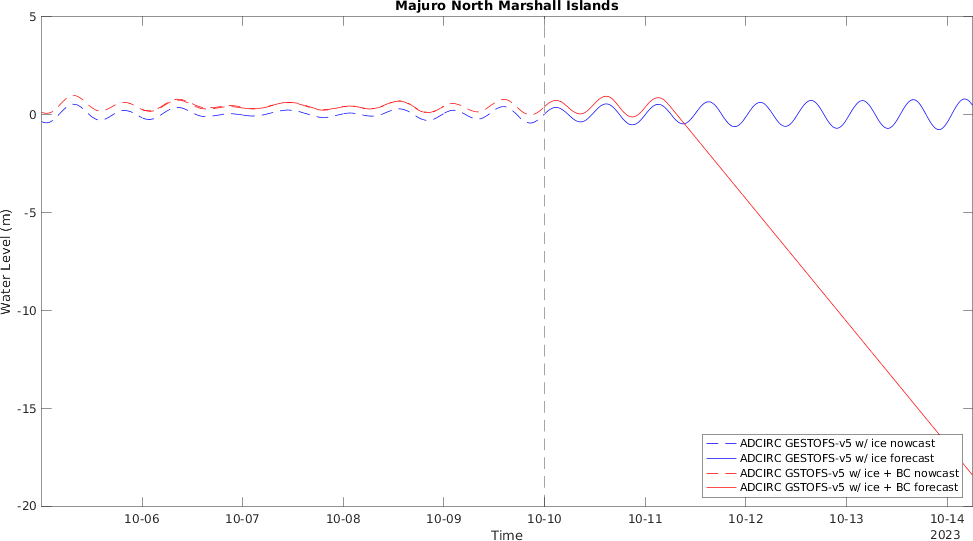 Majuro North Marshall Islands
Water Level (m)
5
0
-5
-10
-15
-20
ADCIRC GESTOFS-v5 w/ ice nowcast
ADCIRC GESTOFS-v5 w/ ice forecast
ADCIRC GSTOFS-v5 w/ ice + BC nowcast
ADCIRC GSTOFS-v5 w/ ice + BC forecast
10-06 10-07 10-08 10-09 10-10 10-11 10-12 10-13 10-14
2023
Time